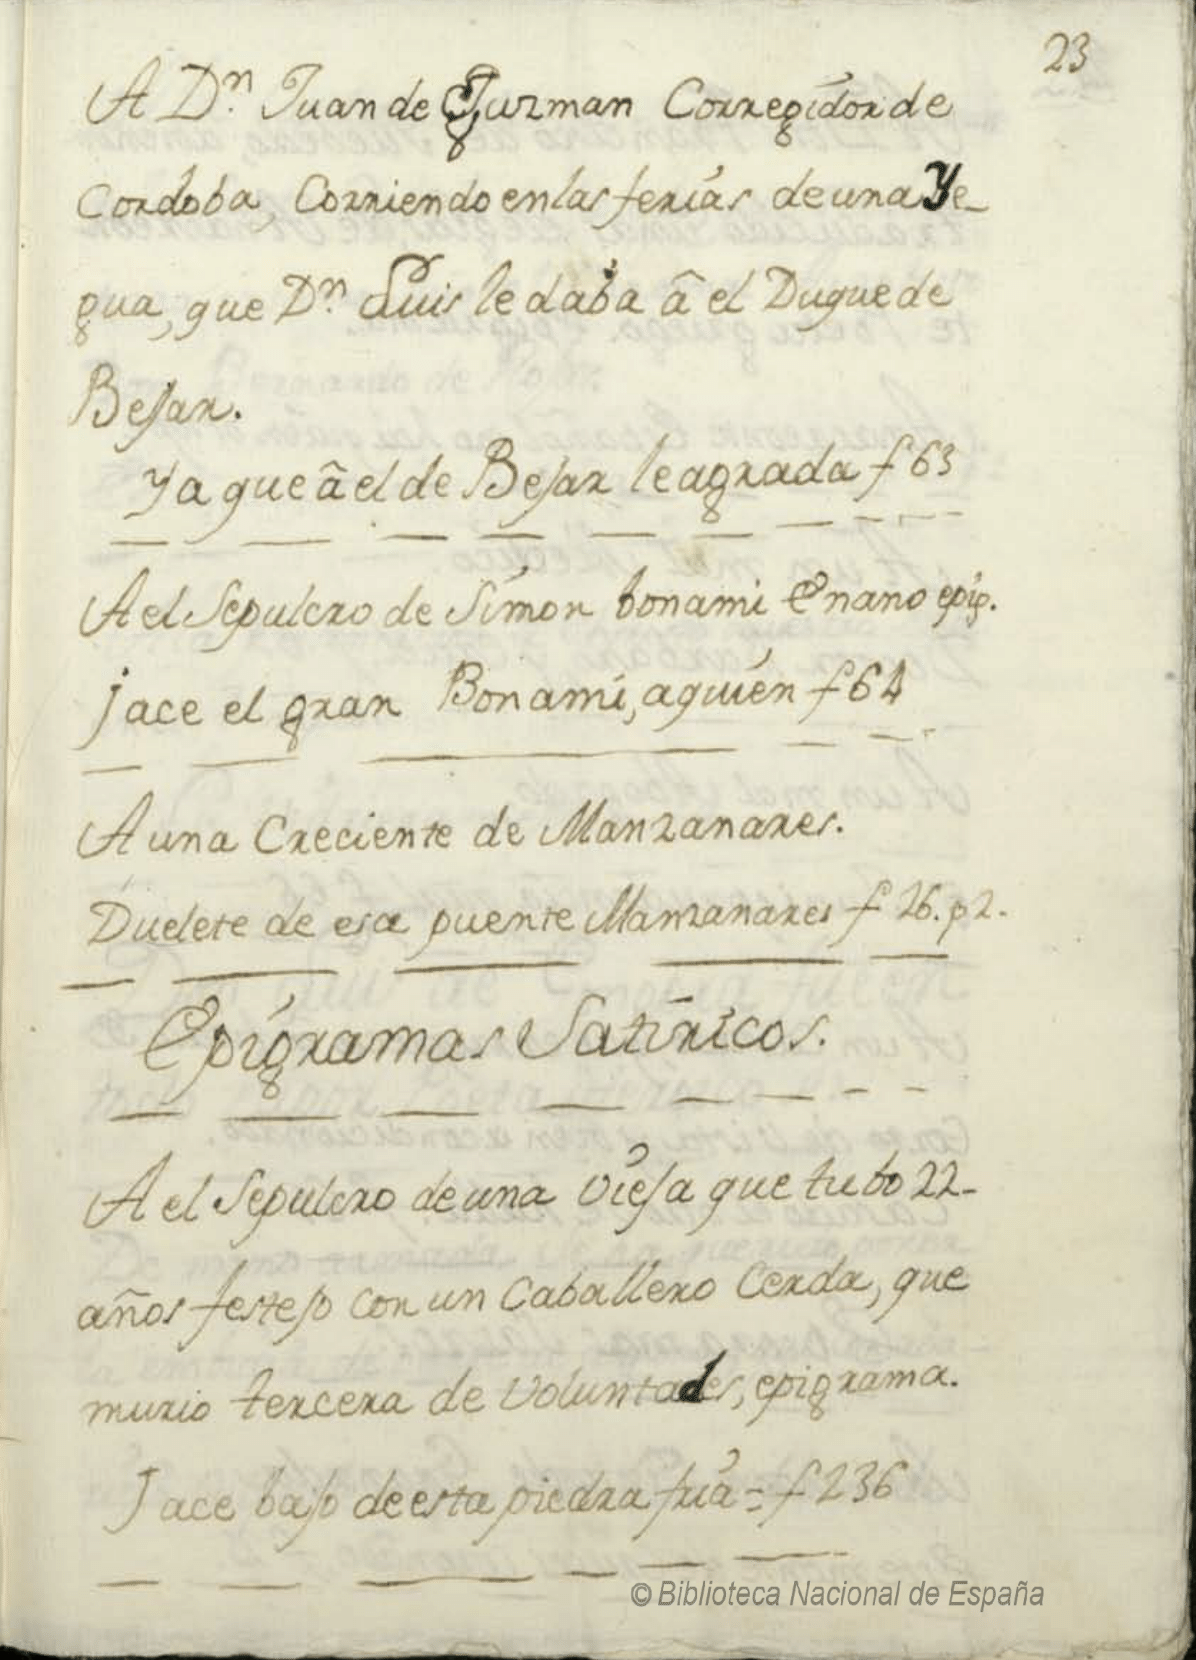 23
A D.n Juan de Guzman Corregidor de
Cordoba, Corriendo en las ferias de una Ye-
gua, que D.n Luis le daba â el Duque de
Bejar.
Ya que â el de Bejar le agrada f 63
A el Sepulcro de Simon bonami Enano epig.
jace el gran Bonami, a quien f 64
A una Creciente de Manzanares.
Duelete de esa puente Manzanares f 26. p 2.
Epigramas Satiricos.
A el Sepulcro de una Vieja que tubo 22-
años festejo con un Caballero Cerda, que
murio tercera de Voluntades, epigrama.
Jace bajo de esta piedra fria = f 236
© Biblioteca Nacional de España